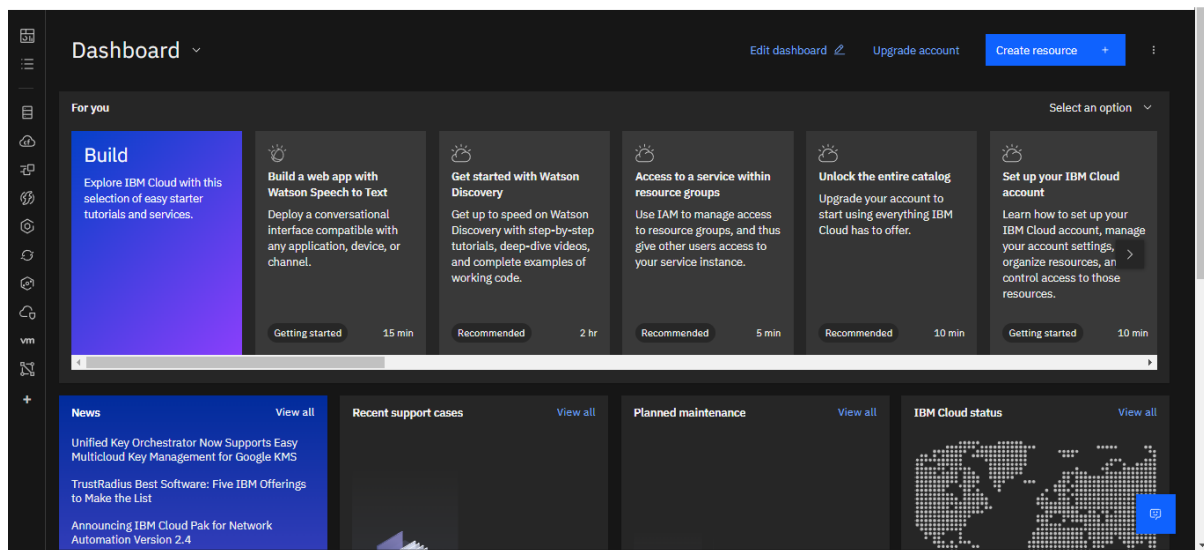 Dashboard
Edit dashboard
Upgrade account
Create resource +
For you
Select an option
Build
Explore IBM Cloud with this
selection of easy starter
tutorials and services.
Build a web app with
Watson Speech to Text
Deploy a conversational
interface compatible with
any application, device, or
channel.
Getting started
15 min
Get started with Watson
Discovery
Get up to speed on Watson
Discovery with step-by-step
tutorials, deep-dive videos,
and complete examples of
working code.
Recommended
2 hr
Access to a service within
resource groups
Use IAM to manage access
to resource groups, and thus
give other users access to
your service instance.
Recommended
5 min
Unlock the entire catalog
Upgrade your account to
start using everything IBM
Cloud has to offer.
Recommended
10 min
Set up your IBM Cloud
account
Learn how to set up your
IBM Cloud account, manage
your account settings,
organize resources,
control access to those
resources.
Getting started
10 min
vm
News
View all
Unified Key Orchestrator Now Supports Easy
Multicloud Key Management for Google KMS
TrustRadius Best Software: Five IBM Offerings
to Make the List
Announcing IBM Cloud Pak for Network
Automation Version 2.4
Recent support cases
View all
Planned maintenance
View all
IBM Cloud status
View all